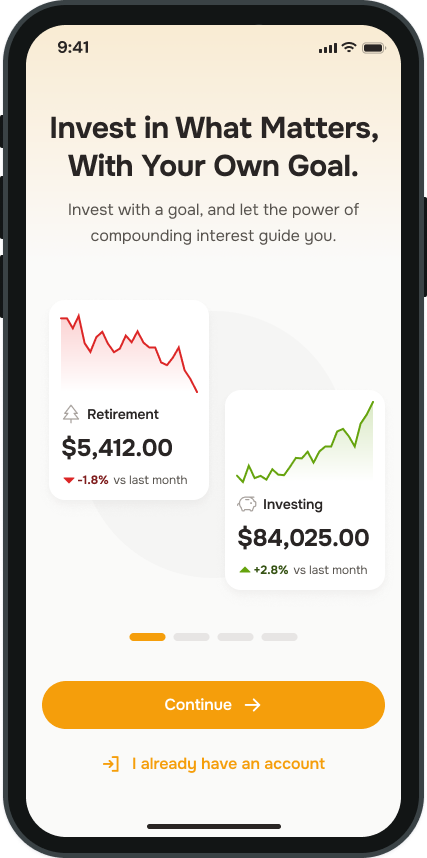 9:41
Invest in What Matters,
With Your Own Goal.
Invest with a goal, and let the power of
compounding interest guide you.
Retirement
$5,412.00
-1.8% vs last month
Investing
$84,025.00
+2.8% vs last month
Continue
I already have an account